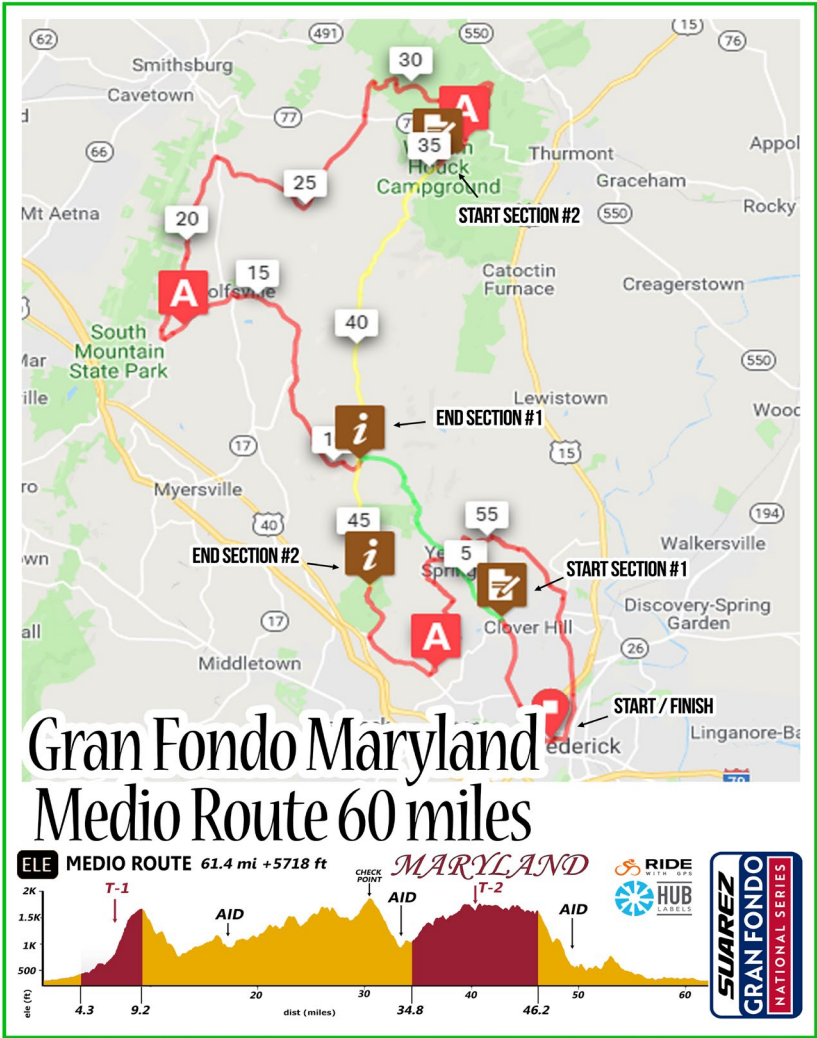 15
62
491
550
76
Smithsburg
30
Cavetown
77
A
35
66
Houck
Campground
Thurmont
Appol
25
Graceham
START SECTION #2
550
Rocky
Mt Aetna
20
15
Catoctin
Furnace
A
olfsville
Creagerstown
40
South
Mountain
State Park
550
Lewistown
END SECTION #1
i
17
15
Myersville
45
55
194
40
Walkersville
END SECTION #2
i
5
START SECTION #1
Discovery-Spring
Garden
Clover Hill
17
A
26
Middletown
START / FINISH
ederick
Linganore-Ba
Gran Fondo Maryland
Medio Route 60 miles
ELE MEDIO ROUTE 61.4 mi +5718 ft
MARYLAND
CHECK
POINT
T-1
T-2
AID
AID
AID
2K
1.5K
1K
500
ele (ft)
20
30
40
50
60
4.3
9.2
dist (miles)
34.8
46.2
RIDE
WITH GPS
HUB
LABELS
SUAREZ
GRAN FONDO
NATIONAL SERIES